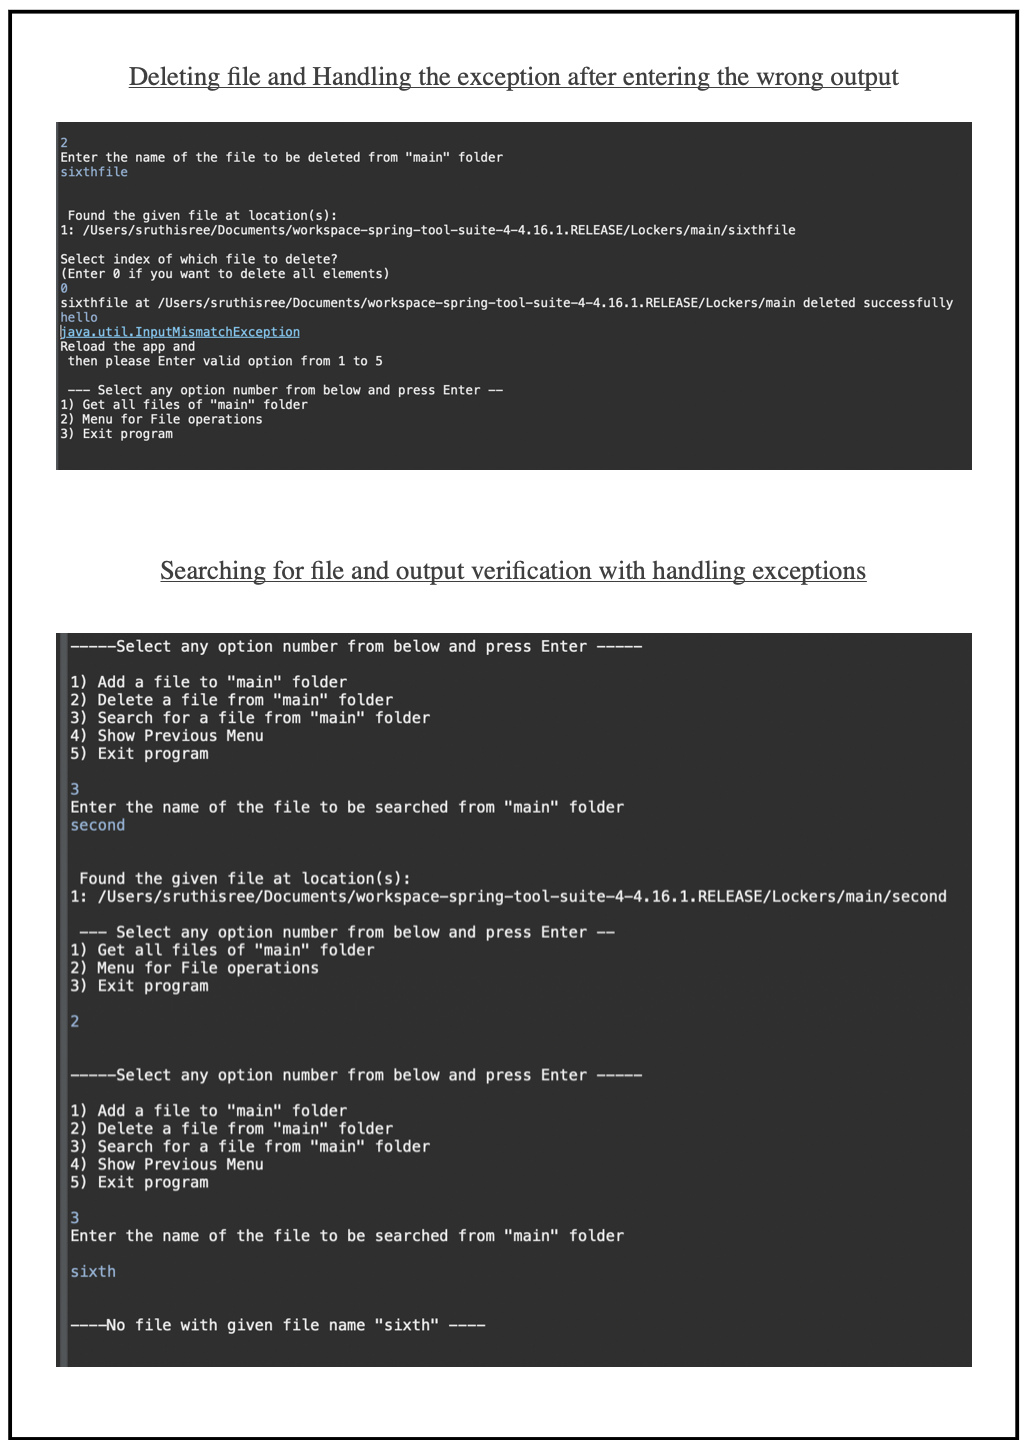 Deleting file and Handling the exception after entering the wrong output
2
Enter the name of the file to be deleted from "main" folder
sixthfile
Found the given file at location(s):
1: /Users/sruthisree/Documents/workspace-spring-tool-suite-4-4.16.1.RELEASE/Lockers/main/sixthfile
Select index of which file to delete?
(Enter 0 if you want to delete all elements)
0
sixthfile at /Users/sruthisree/Documents/workspace-spring-tool-suite-4-4.16.1.RELEASE/Lockers/main deleted successfully
hello
java.util.InputMismatchException
Reload the app and
then please Enter valid option from 1 to 5
--- Select any option number from below and press Enter --
1) Get all files of "main" folder
2) Menu for File operations
3) Exit program
Searching for file and output verification with handling exceptions
-----Select any option number from below and press Enter -----
1) Add a file to "main" folder
2) Delete a file from "main" folder
3) Search for a file from "main" folder
4) Show Previous Menu
5) Exit program
3
Enter the name of the file to be searched from "main" folder
second
Found the given file at location(s):
1: /Users/sruthisree/Documents/workspace-spring-tool-suite-4-4.16.1.RELEASE/Lockers/main/second
--- Select any option number from below and press Enter --
1) Get all files of "main" folder
2) Menu for File operations
3) Exit program
2
-----Select any option number from below and press Enter -----
1) Add a file to "main" folder
2) Delete a file from "main" folder
3) Search for a file from "main" folder
4) Show Previous Menu
5) Exit program
3
Enter the name of the file to be searched from "main" folder
sixth
----No file with given file name "sixth" ----